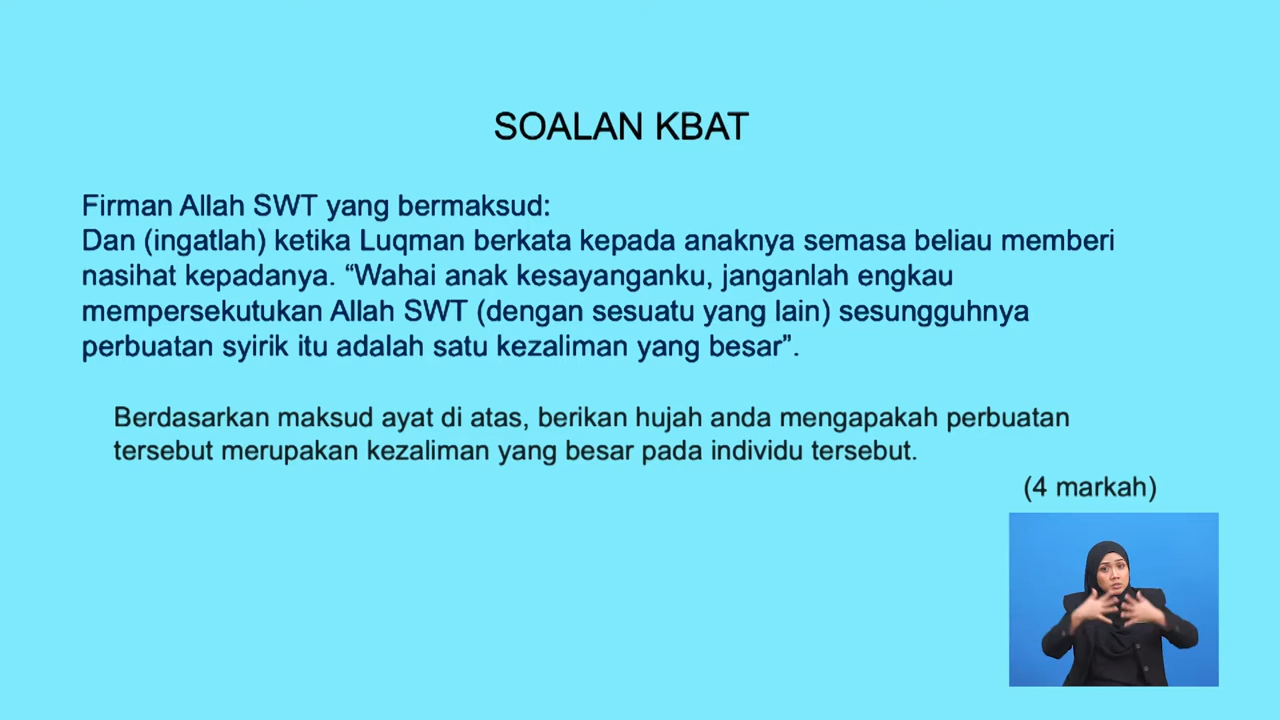 SOALAN KBAT
Firman Allah SWT yang bermaksud:
Dan (ingatlah) ketika Luqman berkata kepada anaknya semasa beliau memberi
nasihat kepadanya. “Wahai anak kesayanganku, janganlah engkau
mempersekutukan Allah SWT (dengan sesuatu yang lain) sesungguhnya
perbuatan syirik itu adalah satu kezaliman yang besar”.
Berdasarkan maksud ayat di atas, berikan hujah anda mengapakah perbuatan
tersebut merupakan kezaliman yang besar pada individu tersebut.
(4 markah)